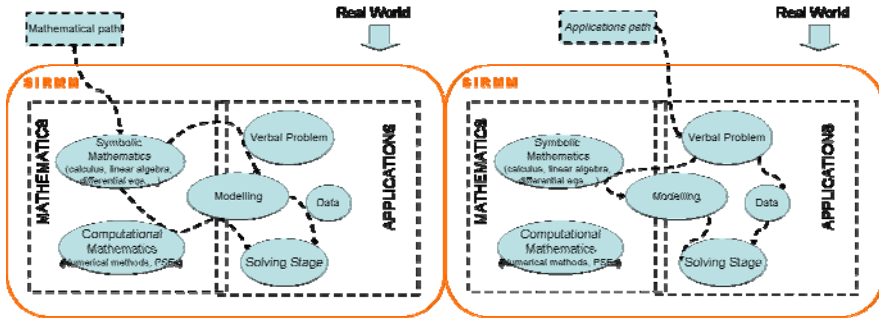 Mathematical path
Real World
SIRMM
MATHEMATICS
Symbolic
Mathematics
(calculus, linear algebra,
differential eqs....)
Verbal Problem
Modelling
Data
APPLICATIONS
Computational
Mathematics
(numerical methods, PSEs)
Solving Stage
Applications path
Real World
SIRMM
MATHEMATICS
Symbolic
Mathematics
(calculus, linear algebra,
differential eqs....)
Verbal Problem
Modelling
Data
APPLICATIONS
Computational
Mathematics
(numerical methods, PSEs)
Solving Stage